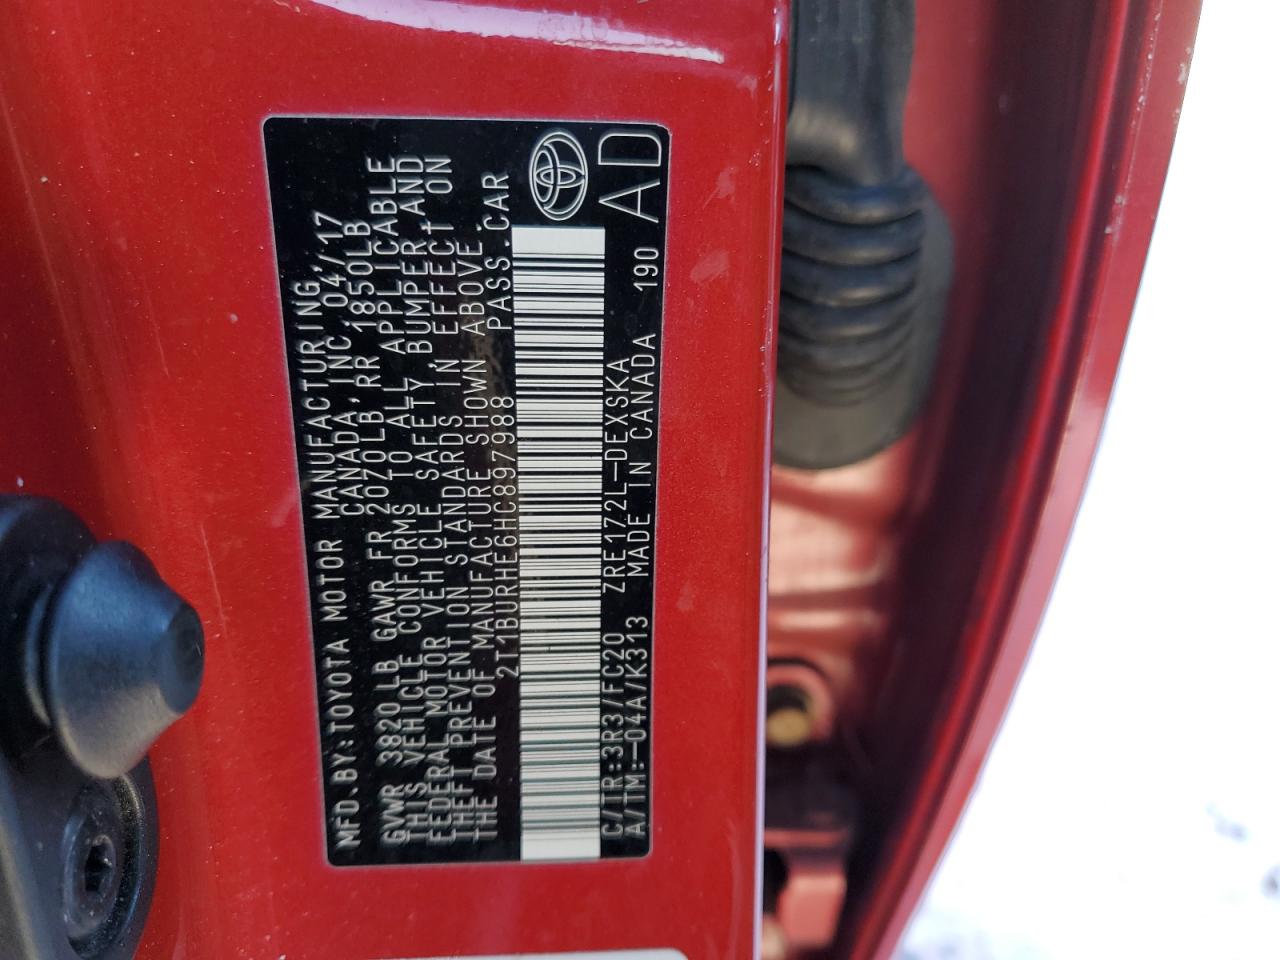 MFD.BY:TOYOTA MOTOR MANUFACTURING
CANADA, INC. 04/17
GVWR 3820LB GAWR FR 2070LB, RR 1850LB
THIS VEHICLE CONFORMS TO ALL APPLICABLE
FEDERAL MOTOR VEHICLE SAFETY, BUMPER, AND
THEFT PREVENTION STANDARDS IN EFFECT ON
THE DATE OF MANUFACTURE SHOWN ABOVE.
2T1BURHE6HC897988 PASS.CAR
C/TR:3R3/FC20 ZRE172L-DEXSKA 190
A/TM:-04A/K313 MADE IN CANADA
AD